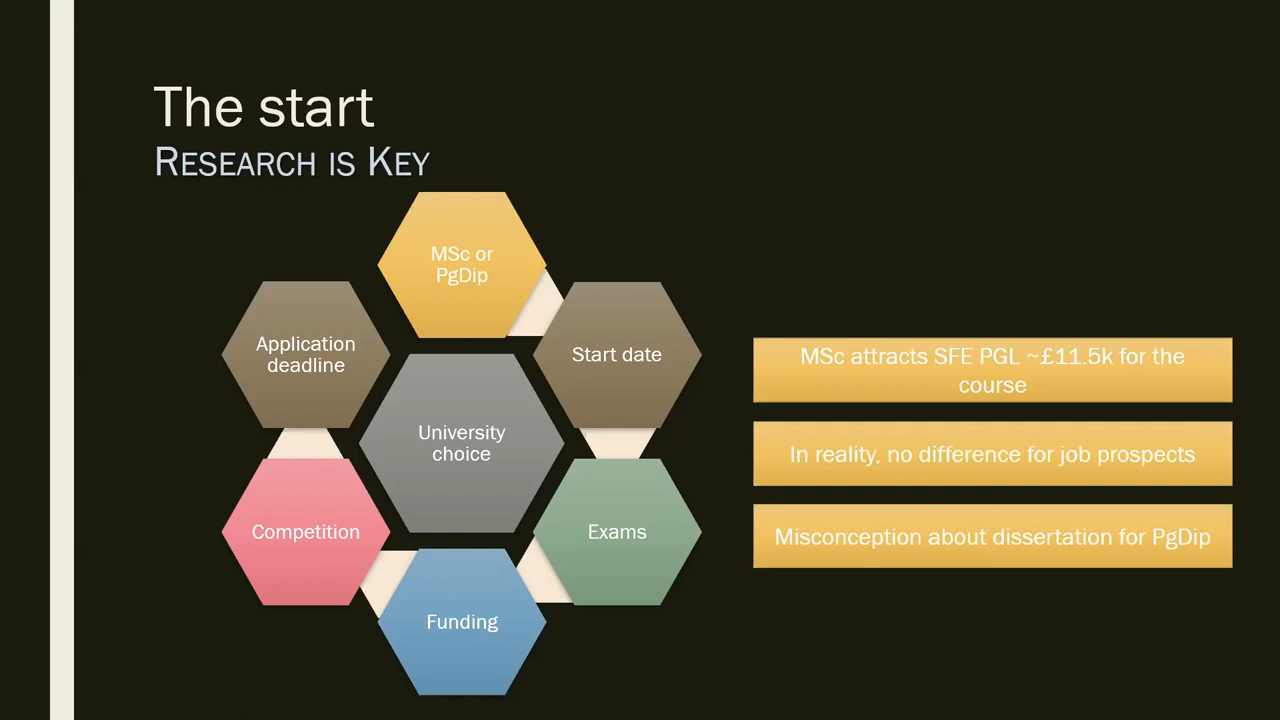 The start
RESEARCH IS KEY
MSc or
PgDip
Application
deadline
Start date
University
choice
Competition
Exams
Funding
MSc attracts SFE PGL ~£11.5k for the
course
In reality, no difference for job prospects
Misconception about dissertation for PgDip